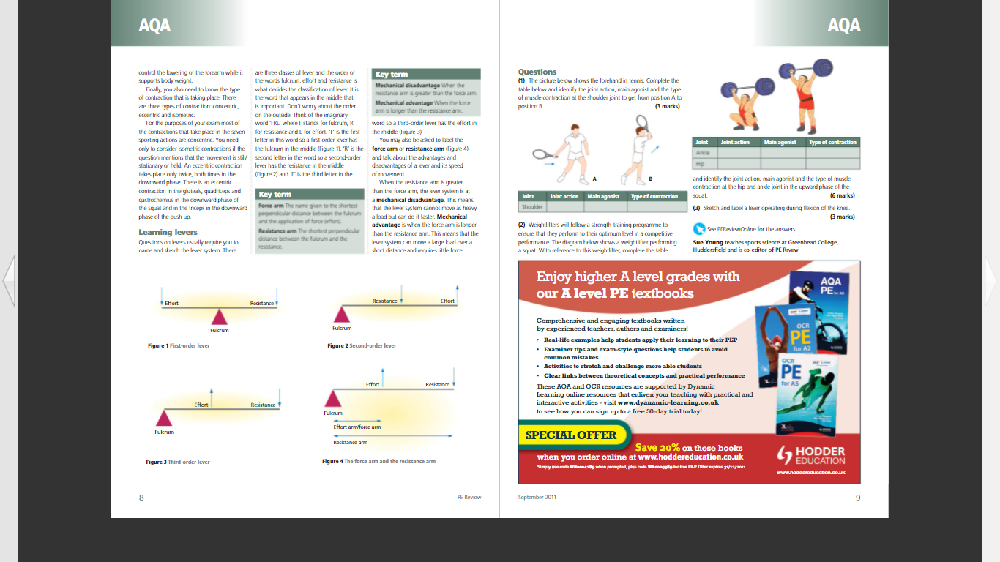 AQA
control the lowering of the forearm while it
supports body weight.
Finally, you also need to know the type
of contraction that is taking place. There
are three types of contraction: concentric,
eccentric and isometric.
For the purposes of your exam most of
the contractions that take place in the seven
sporting actions are concentric. You need
only to consider isometric contractions if the
question mentions that the movement is still/
stationary or held. An eccentric contraction
takes place only twice, both times in the
downward phase. There is an eccentric
contraction in the gluteals, quadriceps and
gastrocnemius in the downward phase of
the squat and in the triceps in the downward
phase of the push up.
Learning levers
Questions on levers usually require you to
name and sketch the lever system. There
are three classes of lever and the order of
the words fulcrum, effort and resistance is
what decides the classification of lever. It is
the word that appears in the middle that
is important. Don't worry about the order
on the outside. Think of the imaginary
word 'FRE' where F stands for fulcrum, R
for resistance and E for effort. 'F' is the first
letter in this word so a first-order lever has
the fulcrum in the middle (Figure 1), 'R' is the
second letter in the word so a second-order
lever has the resistance in the middle
(Figure 2) and 'E' is the third letter in the
Key term
Force arm The name given to the shortest
perpendicular distance between the fulcrum
and the application of force (effort).
Resistance arm The shortest perpendicular
distance between the fulcrum and the
resistance.
Key term
Mechanical disadvantage When the
resistance arm is greater than the force arm.
Mechanical advantage When the force
arm is longer than the resistance arm.
word so a third-order lever has the effort in
the middle (Figure 3).
You may also be asked to label the
force arm or resistance arm (Figure 4)
and talk about the advantages and
disadvantages of a lever and its speed
of movement.
When the resistance arm is greater
than the force arm, the lever system is at
a mechanical disadvantage. This means
that the lever system cannot move as heavy
a load but can do it faster. Mechanical
advantage is when the force arm is longer
than the resistance arm. This means that the
lever system can move a large load over a
short distance and requires little force.
Effort
Resistance
Fulcrum
Figure 1 First-order lever
Resistance
Effort
Fulcrum
Figure 2 Second-order lever
Effort
Resistance
Fulcrum
Figure 3 Third-order lever
Effort
Resistance
Fulcrum
Effort arm/force arm
Resistance arm
Figure 4 The force arm and the resistance arm
8
PE Review
AQA
Questions
(1) The picture below shows the forehand in tennis. Complete the
table below and identify the joint action, main agonist and the type
of muscle contraction at the shoulder joint to get from position A to
position B. (3 marks)
A
B
Joint Joint action Main agonist Type of contraction
Shoulder
(2) Weightlifters will follow a strength-training programme to
ensure that they perform to their optimum level in a competitive
performance. The diagram below shows a weightlifter performing
a squat. With reference to this weightlifter, complete the table
Joint Joint action Main agonist Type of contraction
Ankle
Hip
and identify the joint action, main agonist and the type of muscle
contraction at the hip and ankle joint in the upward phase of the
squat. (6 marks)
(3) Sketch and label a lever operating during flexion of the knee.
(3 marks)
See PEReviewOnline for the answers.
Sue Young teaches sports science at Greenhead College,
Huddersfield and is co-editor of PE REVIEW
Enjoy higher A level grades with
our A level PE textbooks
Comprehensive and engaging textbooks written
by experienced teachers, authors and examiners!
• Real-life examples help students apply their learning to their PEP
• Examiner tips and exam-style questions help students to avoid
common mistakes
• Activities to stretch and challenge more able students
• Clear links between theoretical concepts and practical performance
These AQA and OCR resources are supported by Dynamic
Learning online resources that enliven your teaching with practical and
interactive activities - visit www.dyanamic-learning.co.uk
to see how you can sign up to a free 30-day trial today!
AQA
PE for AS
OCR
PE
for A2
OCR
PE
for AS
SPECIAL OFFER
Save 20% on these books
when you order online at www.hoddereducation.co.uk
Simply use code when prompted, plus code for free P&P. Offer expires 31/12/2011.
HODDER
EDUCATION
www.hoddereducation.co.uk
September 2011
9